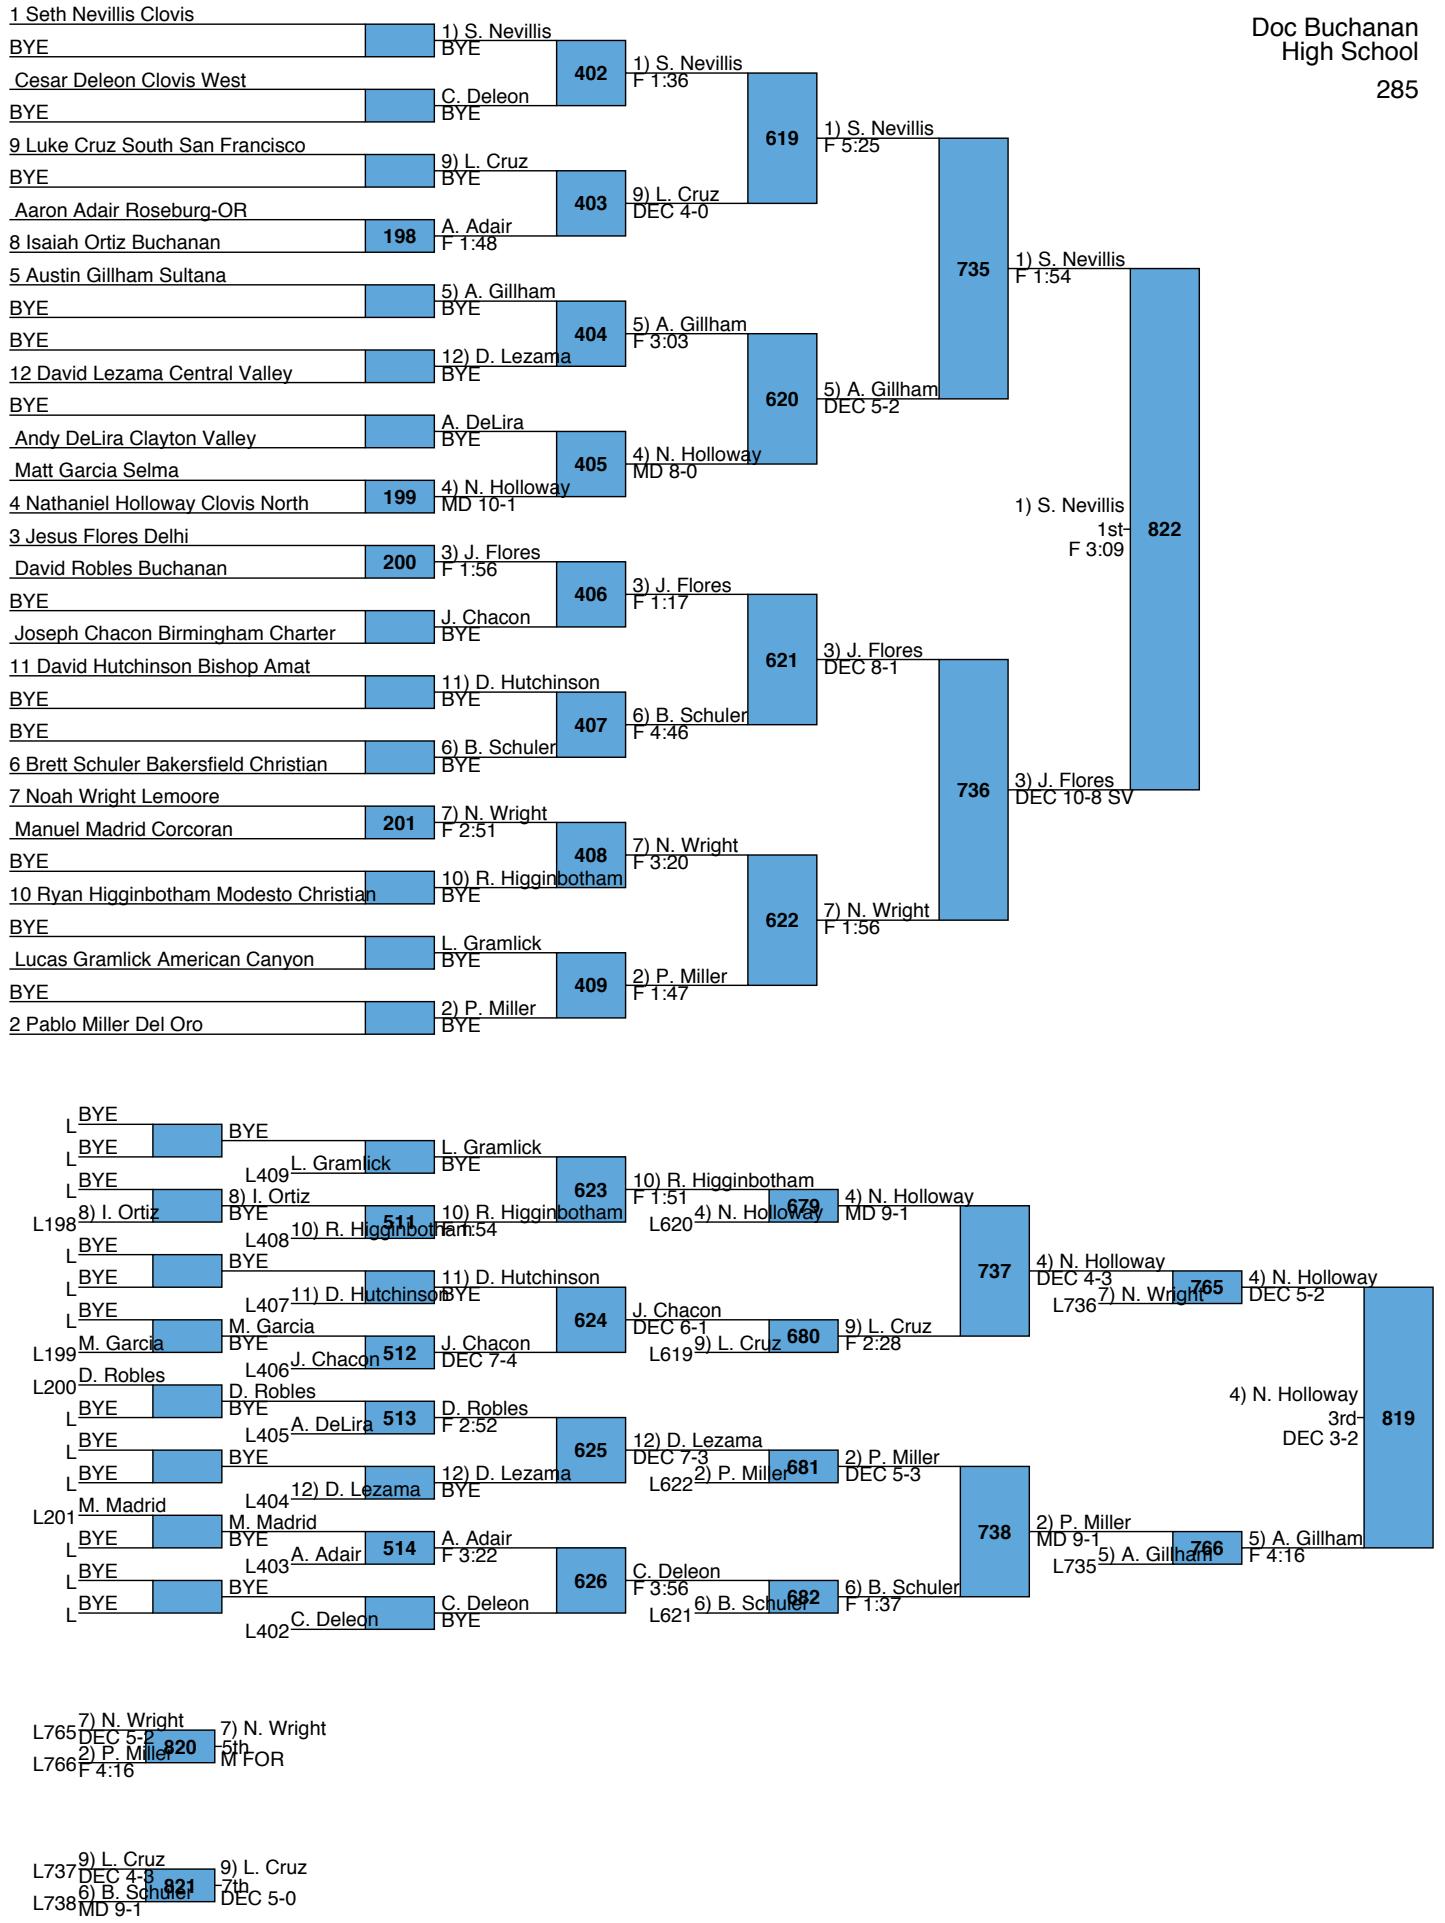 Doc Buchanan
High School
285
1 Seth Nevillis Clovis
BYE
Cesar Deleon Clovis West
BYE
9 Luke Cruz South San Francisco
BYE
Aaron Adair Roseburg-OR
8 Isaiah Ortiz Buchanan
5 Austin Gillham Sultana
BYE
BYE
12 David Lezama Central Valley
BYE
Andy DeLira Clayton Valley
Matt Garcia Selma
4 Nathaniel Holloway Clovis North
3 Jesus Flores Delhi
David Robles Buchanan
BYE
Joseph Chacon Birmingham Charter
11 David Hutchinson Bishop Amat
BYE
BYE
6 Brett Schuler Bakersfield Christian
7 Noah Wright Lemoore
Manuel Madrid Corcoran
BYE
10 Ryan Higginbotham Modesto Christian
BYE
Lucas Gramlick American Canyon
BYE
2 Pablo Miller Del Oro
198
199
200
201
1) S. Nevillis
BYE
C. Deleon
BYE
9) L. Cruz
BYE
A. Adair
F 1:48
5) A. Gillham
BYE
12) D. Lezama
BYE
A. DeLira
BYE
4) N. Holloway
MD 10-1
3) J. Flores
F 1:56
J. Chacon
BYE
11) D. Hutchinson
BYE
6) B. Schuler
BYE
7) N. Wright
F 2:51
10) R. Higginbotham
BYE
L. Gramlick
BYE
2) P. Miller
BYE
402
403
404
405
406
407
408
409
1) S. Nevillis
F 1:36
9) L. Cruz
DEC 4-0
5) A. Gillham
F 3:03
4) N. Holloway
MD 8-0
3) J. Flores
F 1:17
6) B. Schuler
F 4:46
7) N. Wright
F 3:20
2) P. Miller
F 1:47
619
620
621
622
1) S. Nevillis
F 5:25
5) A. Gillham
DEC 5-2
3) J. Flores
DEC 8-1
7) N. Wright
F 1:56
735
736
1) S. Nevillis
F 1:54
3) J. Flores
DEC 10-8 SV
1) S. Nevillis
1st
F 3:09
822
L
BYE
L
BYE
L
BYE
L198
8) I. Ortiz
L
BYE
L
BYE
L
BYE
L199
M. Garcia
L200
D. Robles
L
BYE
L
BYE
L
BYE
L201
M. Madrid
L
BYE
L
BYE
L
BYE
BYE
L409
L. Gramlick
8) I. Ortiz
BYE
L408
10) R. Higginbotham
BYE
L407
11) D. Hutchinson
M. Garcia
BYE
L406
J. Chacon
D. Robles
BYE
L405
A. DeLira
BYE
L404
12) D. Lezama
M. Madrid
BYE
L403
A. Adair
BYE
L402
C. Deleon
511
512
513
514
L. Gramlick
BYE
10) R. Higginbotham
F 1:54
11) D. Hutchinson
BYE
J. Chacon
DEC 7-4
D. Robles
F 2:52
12) D. Lezama
BYE
A. Adair
F 3:22
C. Deleon
BYE
623
624
625
626
10) R. Higginbotham
F 1:51
L620
4) N. Holloway
J. Chacon
DEC 6-1
L619
9) L. Cruz
12) D. Lezama
DEC 7-3
L622
2) P. Miller
C. Deleon
F 3:56
L621
6) B. Schuler
679
680
681
682
4) N. Holloway
MD 9-1
9) L. Cruz
F 2:28
2) P. Miller
DEC 5-3
6) B. Schuler
F 1:37
737
738
4) N. Holloway
DEC 4-3
L736
7) N. Wright
2) P. Miller
MD 9-1
L735
5) A. Gillham
765
766
4) N. Holloway
DEC 5-2
5) A. Gillham
F 4:16
4) N. Holloway
3rd
DEC 3-2
819
L765
7) N. Wright
DEC 5-2
L766
2) P. Miller
F 4:16
820
7) N. Wright
5th
M FOR
L737
9) L. Cruz
DEC 4-3
L738
6) B. Schuler
MD 9-1
821
9) L. Cruz
7th
DEC 5-0